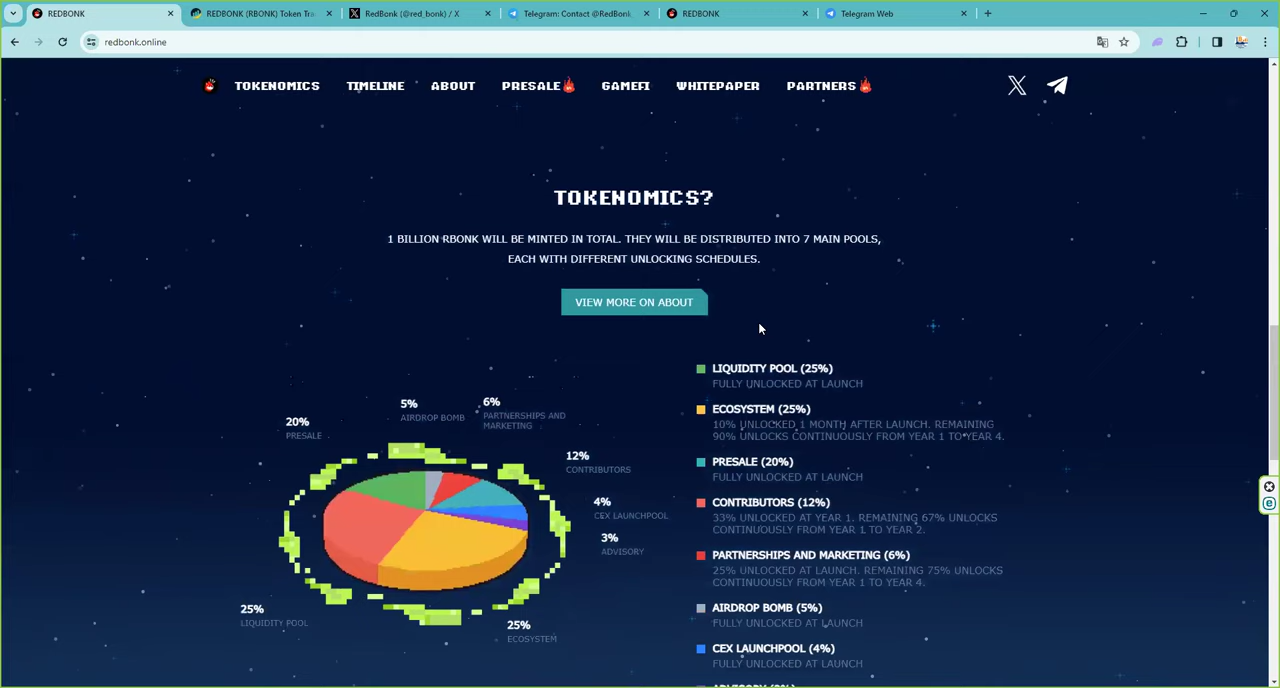 REDBONK
REDBONK (RBONK) Token Tra
RedBonk (@red_bonk) / X
Telegram: Contact @RedBonk
REDBONK
Telegram Web
redbonk.online
TOKENOMICS
TIMELINE
ABOUT
PRESALE
GAMEFI
WHITEPAPER
PARTNERS
TOKENOMICS?
1 BILLION RBONK WILL BE MINTED IN TOTAL. THEY WILL BE DISTRIBUTED INTO 7 MAIN POOLS,
EACH WITH DIFFERENT UNLOCKING SCHEDULES.
VIEW MORE ON ABOUT
20%
PRESALE
5%
AIRDROP BOMB
6%
PARTNERSHIPS AND
MARKETING
12%
CONTRIBUTORS
4%
CEX LAUNCHPOOL
3%
ADVISORY
25%
LIQUIDITY POOL
25%
ECOSYSTEM
LIQUIDITY POOL (25%)
FULLY UNLOCKED AT LAUNCH
ECOSYSTEM (25%)
10% UNLOCKED 1 MONTH AFTER LAUNCH. REMAINING
90% UNLOCKS CONTINUOUSLY FROM YEAR 1 TO YEAR 4.
PRESALE (20%)
FULLY UNLOCKED AT LAUNCH
CONTRIBUTORS (12%)
33% UNLOCKED AT YEAR 1. REMAINING 67% UNLOCKS
CONTINUOUSLY FROM YEAR 1 TO YEAR 2.
PARTNERSHIPS AND MARKETING (6%)
25% UNLOCKED AT LAUNCH. REMAINING 75% UNLOCKS
CONTINUOUSLY FROM YEAR 1 TO YEAR 4.
AIRDROP BOMB (5%)
FULLY UNLOCKED AT LAUNCH
CEX LAUNCHPOOL (4%)
FULLY UNLOCKED AT LAUNCH